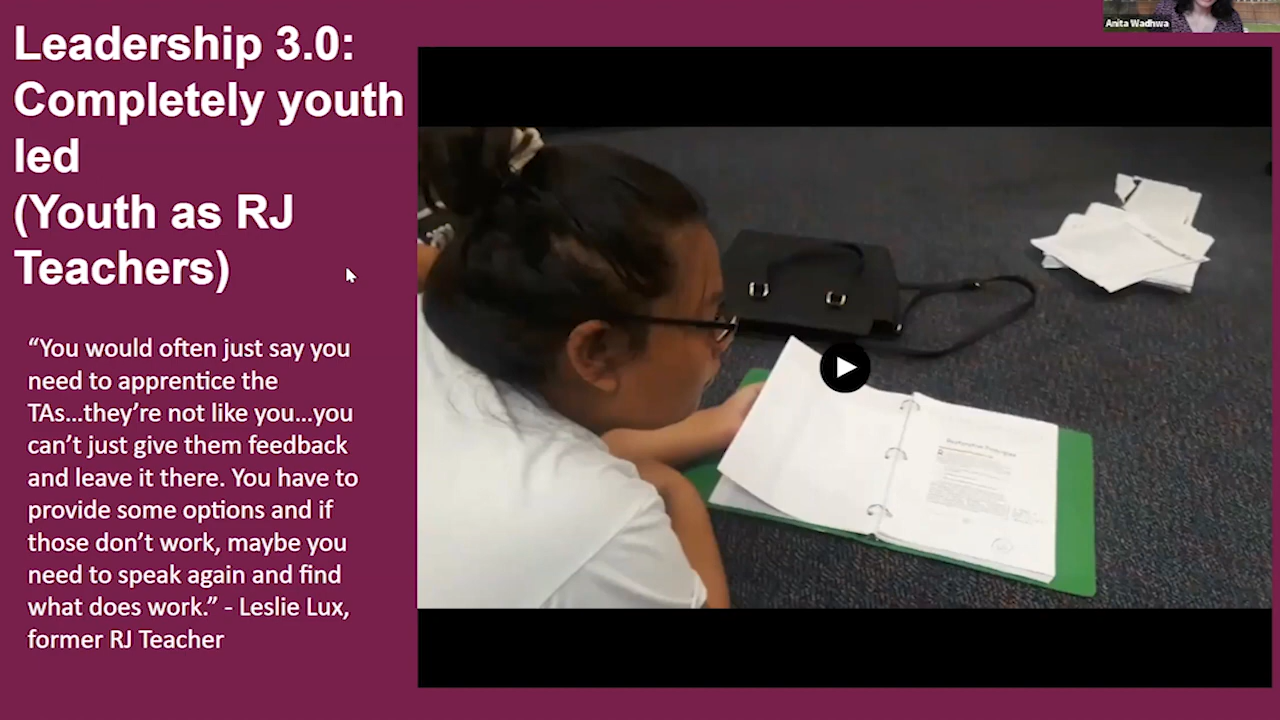 Leadership 3.0:
Completely youth
led
(Youth as RJ
Teachers)
“You would often just say you
need to apprentice the
TAs...they’re not like you...you
can’t just give them feedback
and leave it there. You have to
provide some options and if
those don’t work, maybe you
need to speak again and find
what does work.” - Leslie Lux,
former RJ Teacher
Anita Wadhwa